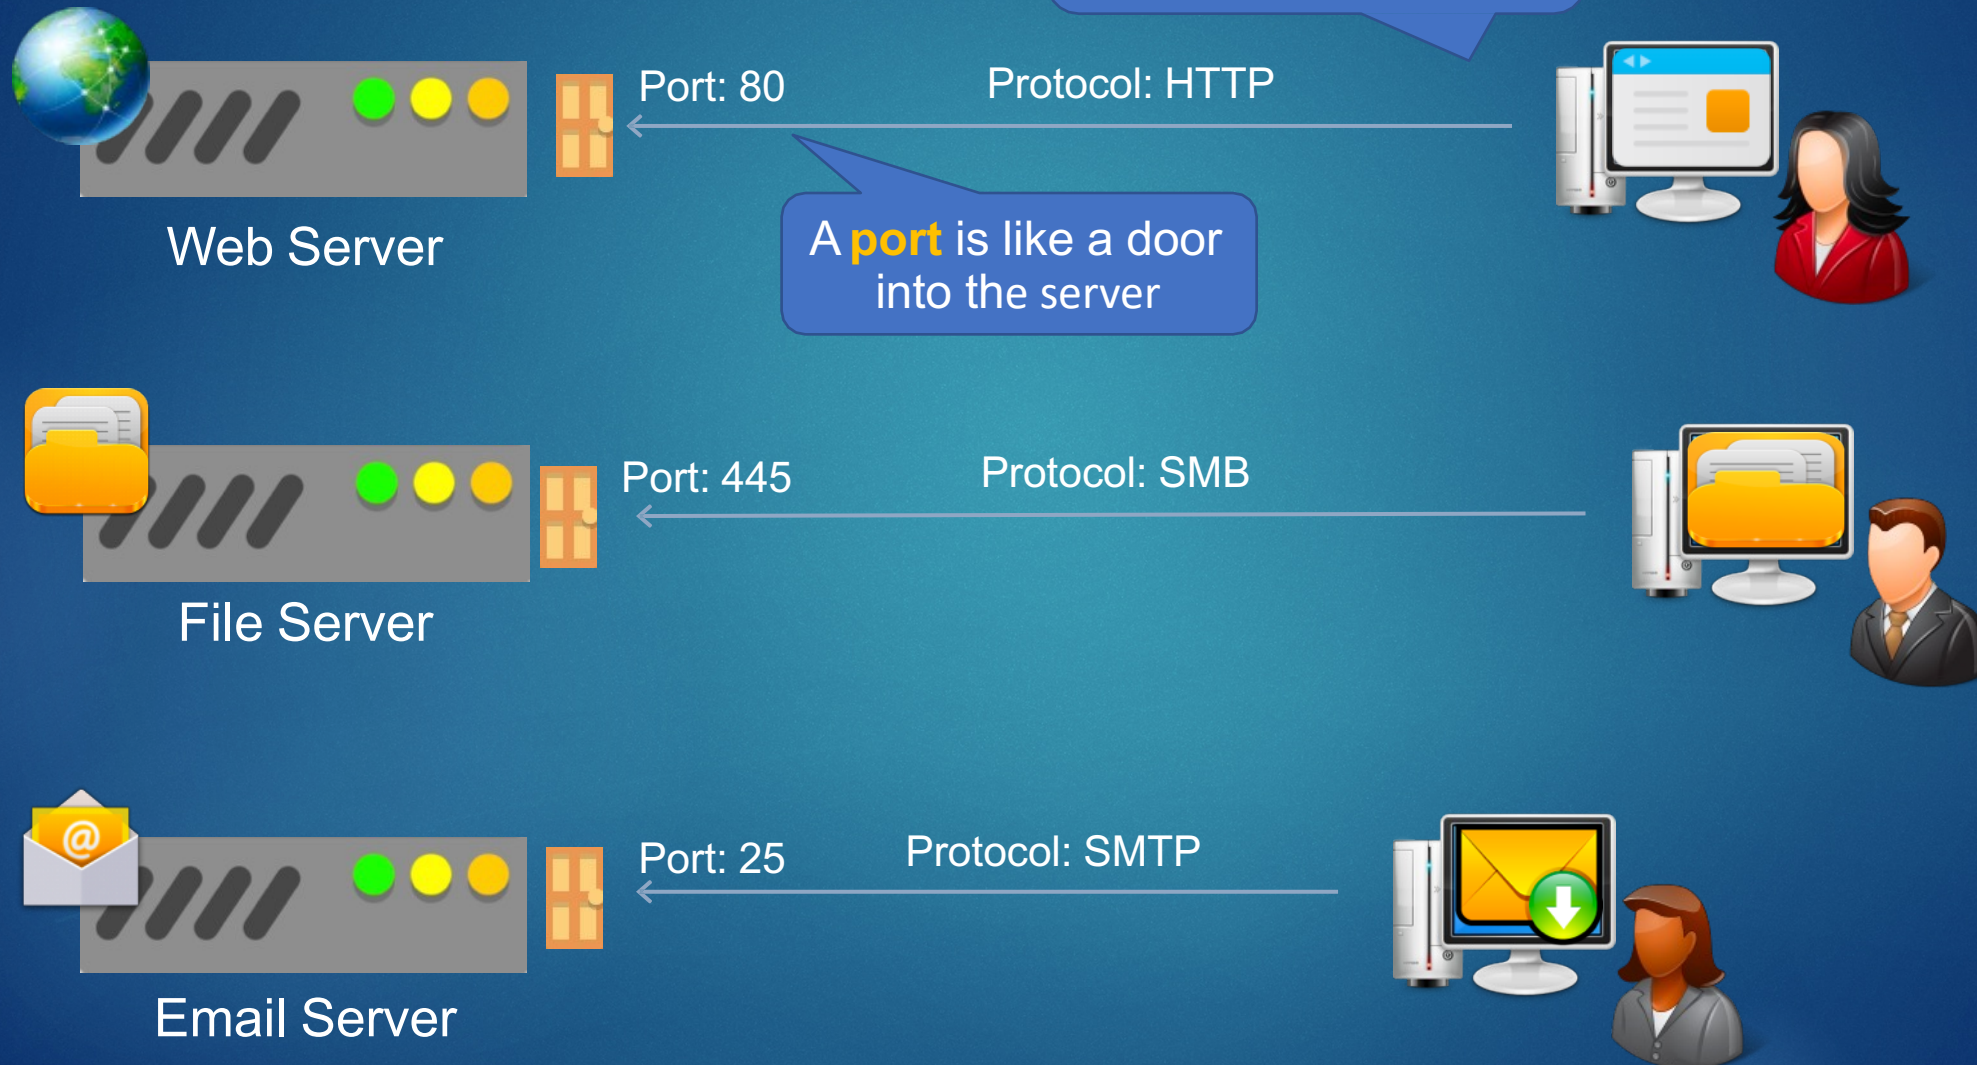 Port: 80
Protocol: HTTP
A port is like a door
into the server
Web Server
Port: 445
Protocol: SMB
File Server
@
Port: 25
Protocol: SMTP
Email Server